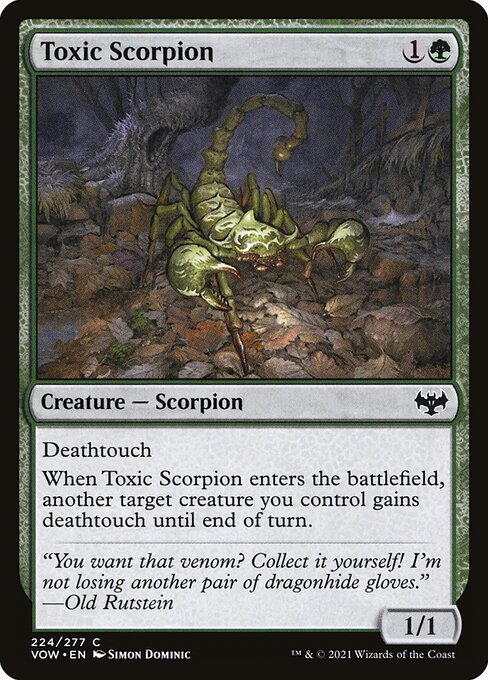 Toxic Scorpion 1
Creature — Scorpion
Deathtouch
When Toxic Scorpion enters the battlefield,
another target creature you control gains
deathtouch until end of turn.
“You want that venom? Collect it yourself! I’m
not losing another pair of dragonhide gloves.”
—Old Rutstein
1/1
224/277 C
VOW • EN Simon Dominic
™ & © 2021 Wizards of the Coast